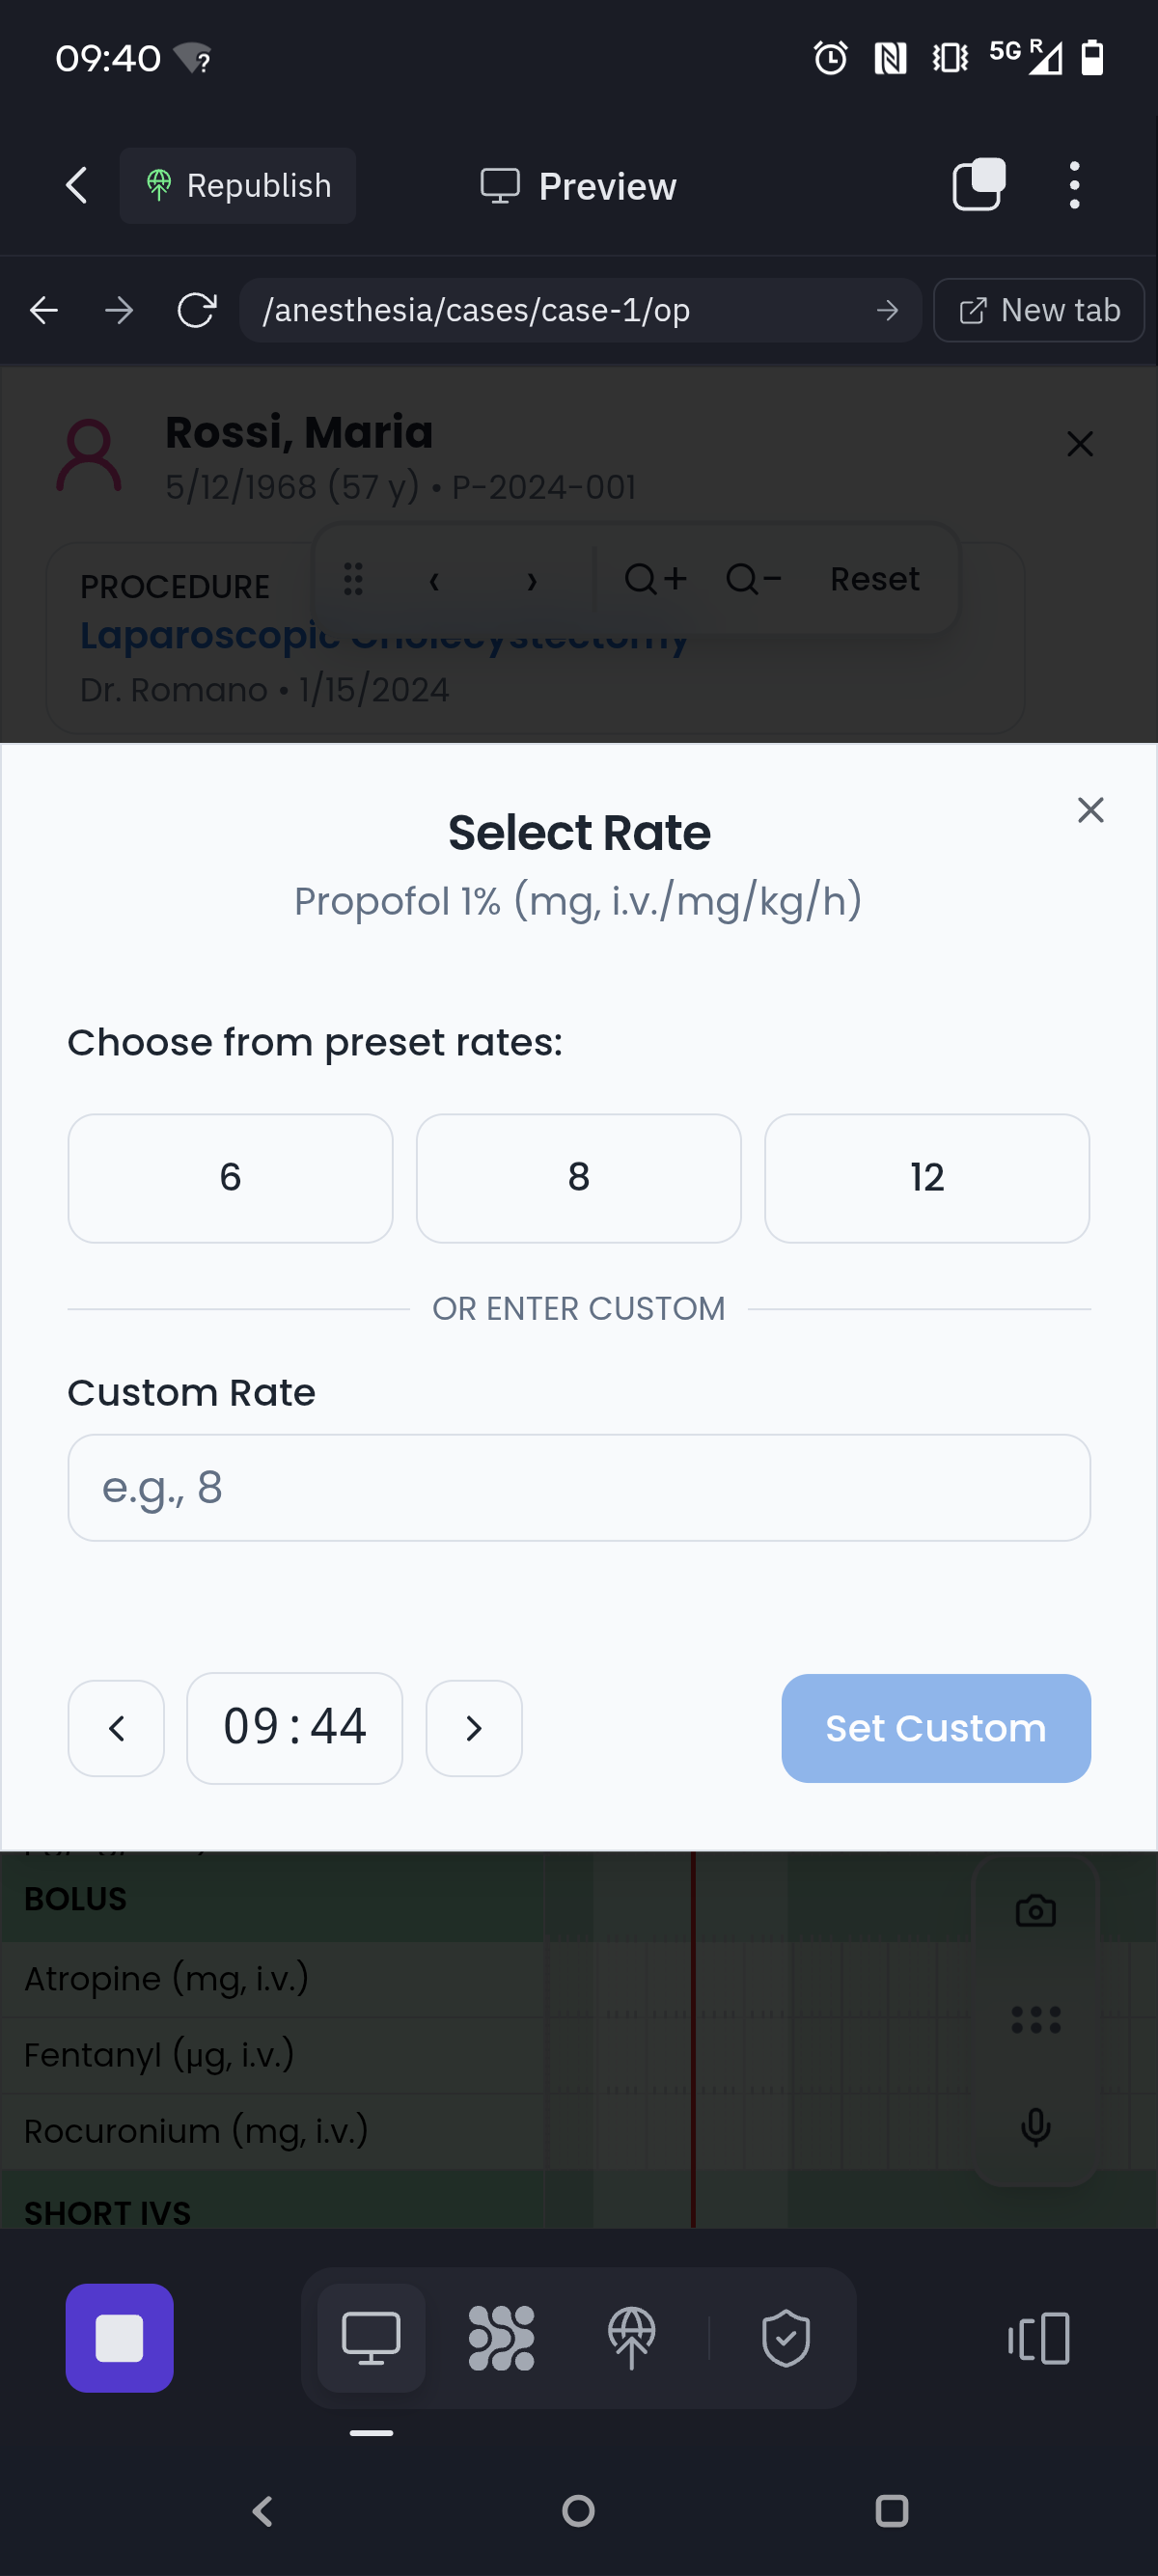 09:40
5G R
Republish
Preview
/anesthesia/cases/case-1/op
New tab
Rossi, Maria
5/12/1968 (57 y) • P-2024-001
‹ › + − Reset
PROCEDURE
Laparoscopic Cholecystectomy
Dr. Romano • 1/15/2024
Select Rate
Propofol 1% (mg, i.v./mg/kg/h)
Choose from preset rates:
6 8 12
OR ENTER CUSTOM
Custom Rate
e.g., 8
09:44
Set Custom
BOLUS
Atropine (mg, i.v.)
Fentanyl (µg, i.v.)
Rocuronium (mg, i.v.)
SHORT IVS